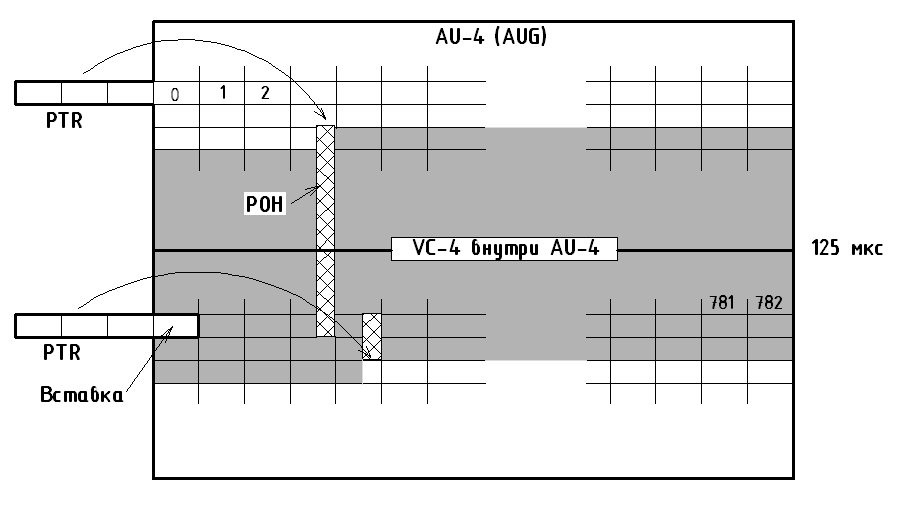 AU-4 (AUG)
0 1 2
PTR
POH
VC-4 внутри AU-4
125 мкс
781 782
PTR
Вставка